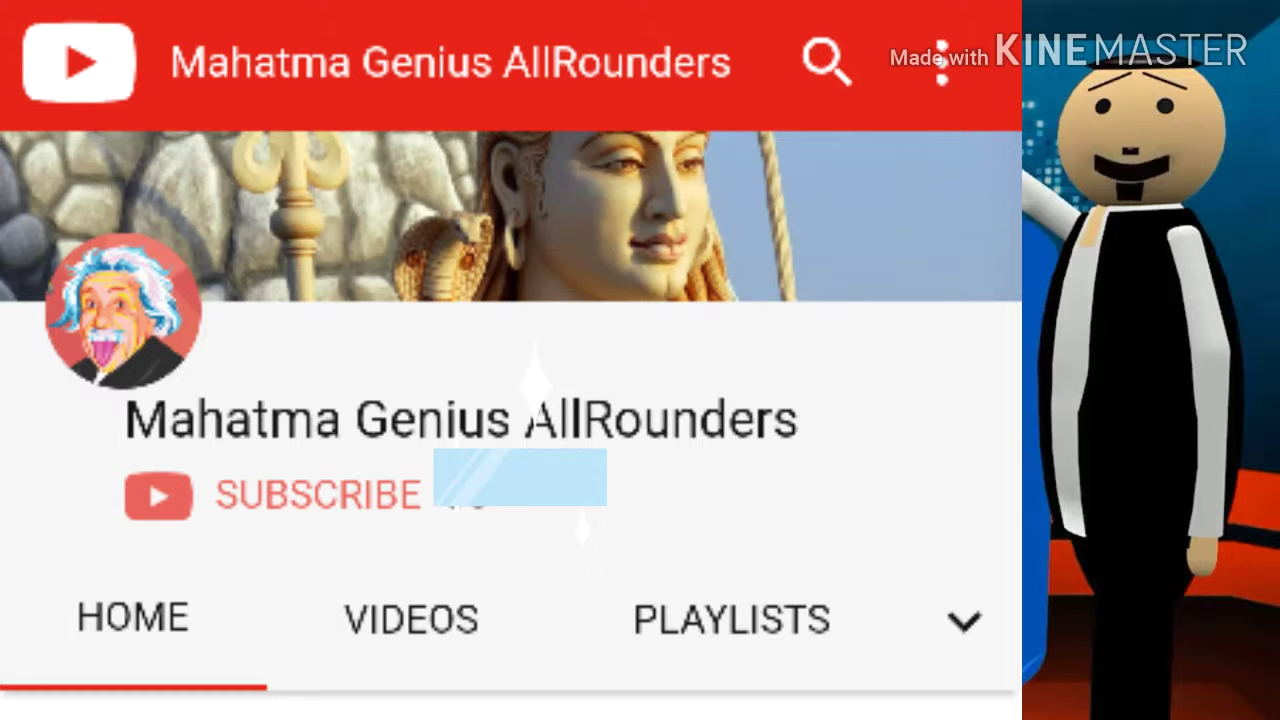 Mahatma Genius AllRounders
Made with KINEMASTER
Mahatma Genius AllRounders
SUBSCRIBE
HOME VIDEOS PLAYLISTS